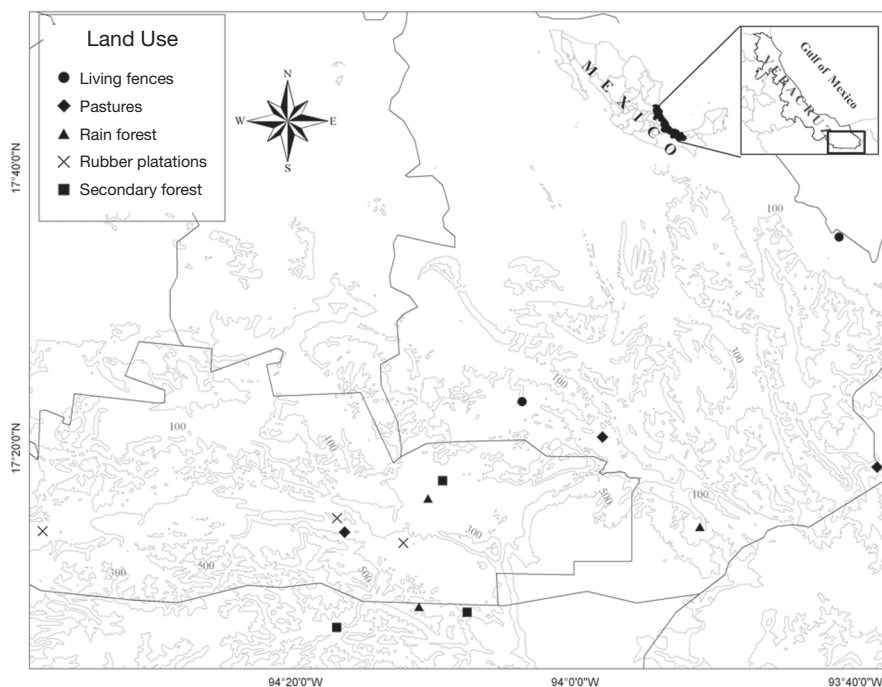 Land Use
Living fences
Pastures
Rain forest
Rubber platations
Secondary forest
N
W E
S
MEXICO
VERACRU
Gulf of Mexico
17°40'0"N
17°20'0"N
100
100
300
100
100
100
500
300
300
500
500
94°20'0"W 94°0'0"W 93°40'0"W